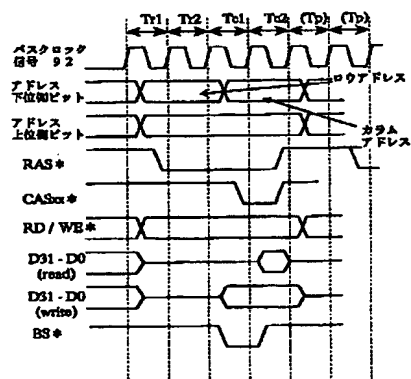 Tr1 Tr2 Tc1 Tc2 (Tp) (Tp)
バスクロック
信号 92
アドレス
下位側ビット
ロウアドレス
アドレス
上位側ビット
カラム
アドレス
RAS*
CASxx*
RD / WE*
D31 - D0
(read)
D31 - D0
(write)
BS*